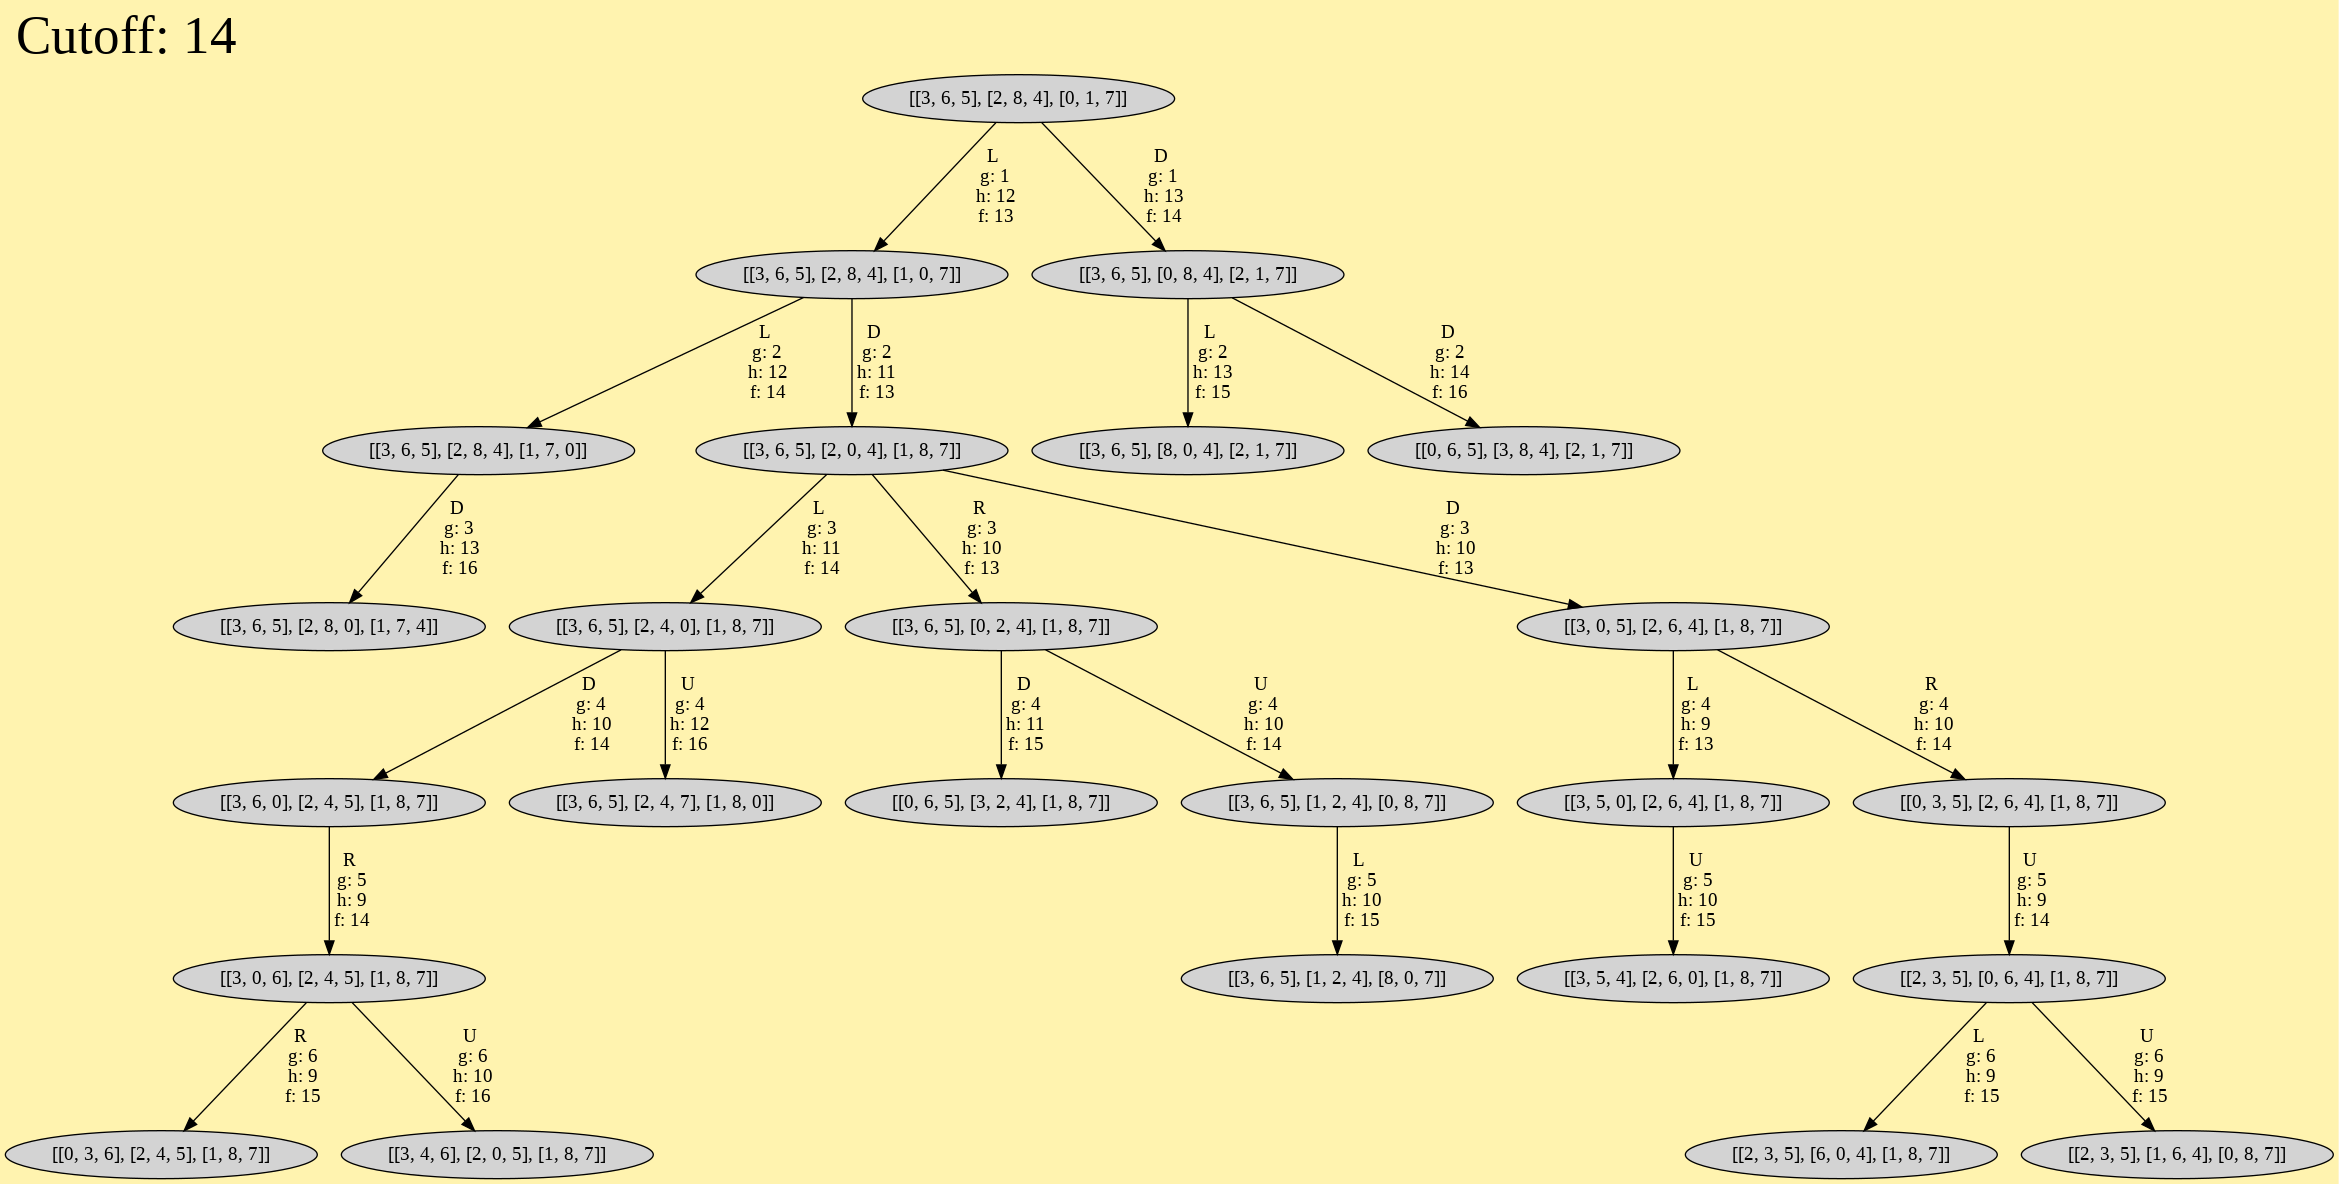 Cutoff: 14
[[3, 6, 5], [2, 8, 4], [0, 1, 7]]
L
g: 1
h: 12
f: 13
D
g: 1
h: 13
f: 14
[[3, 6, 5], [2, 8, 4], [1, 0, 7]]
[[3, 6, 5], [0, 8, 4], [2, 1, 7]]
L
g: 2
h: 12
f: 14
D
g: 2
h: 11
f: 13
L
g: 2
h: 13
f: 15
D
g: 2
h: 14
f: 16
[[3, 6, 5], [2, 8, 4], [1, 7, 0]]
[[3, 6, 5], [2, 0, 4], [1, 8, 7]]
[[3, 6, 5], [8, 0, 4], [2, 1, 7]]
[[0, 6, 5], [3, 8, 4], [2, 1, 7]]
D
g: 3
h: 13
f: 16
L
g: 3
h: 11
f: 14
R
g: 3
h: 10
f: 13
D
g: 3
h: 10
f: 13
[[3, 6, 5], [2, 8, 0], [1, 7, 4]]
[[3, 6, 5], [2, 4, 0], [1, 8, 7]]
[[3, 6, 5], [0, 2, 4], [1, 8, 7]]
[[3, 0, 5], [2, 6, 4], [1, 8, 7]]
D
g: 4
h: 10
f: 14
U
g: 4
h: 12
f: 16
D
g: 4
h: 11
f: 15
U
g: 4
h: 10
f: 14
L
g: 4
h: 9
f: 13
R
g: 4
h: 10
f: 14
[[3, 6, 0], [2, 4, 5], [1, 8, 7]]
[[3, 6, 5], [2, 4, 7], [1, 8, 0]]
[[0, 6, 5], [3, 2, 4], [1, 8, 7]]
[[3, 6, 5], [1, 2, 4], [0, 8, 7]]
[[3, 5, 0], [2, 6, 4], [1, 8, 7]]
[[0, 3, 5], [2, 6, 4], [1, 8, 7]]
R
g: 5
h: 9
f: 14
L
g: 5
h: 10
f: 15
U
g: 5
h: 10
f: 15
U
g: 5
h: 9
f: 14
[[3, 0, 6], [2, 4, 5], [1, 8, 7]]
[[3, 6, 5], [1, 2, 4], [8, 0, 7]]
[[3, 5, 4], [2, 6, 0], [1, 8, 7]]
[[2, 3, 5], [0, 6, 4], [1, 8, 7]]
R
g: 6
h: 9
f: 15
U
g: 6
h: 10
f: 16
L
g: 6
h: 9
f: 15
U
g: 6
h: 9
f: 15
[[0, 3, 6], [2, 4, 5], [1, 8, 7]]
[[3, 4, 6], [2, 0, 5], [1, 8, 7]]
[[2, 3, 5], [6, 0, 4], [1, 8, 7]]
[[2, 3, 5], [1, 6, 4], [0, 8, 7]]